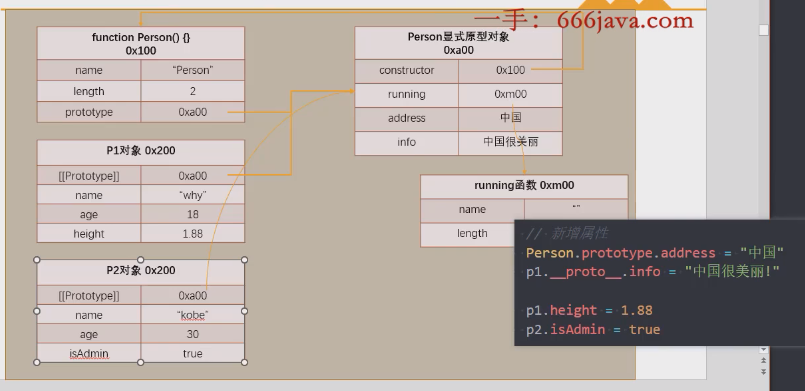 一手：666java.com
function Person() {}
0x100
name “Person”
length 2
prototype 0xa00
Person显式原型对象
0xa00
constructor 0x100
running 0xm00
address 中国
info 中国很美丽
P1对象 0x200
[[Prototype]] 0xa00
name “why”
age 18
height 1.88
running函数 0xm00
name “”
length
P2对象 0x200
[[Prototype]] 0xa00
name “kobe”
age 30
isAdmin true
// 新增属性
Person.prototype.address = "中国"
p1.__proto__.info = "中国很美丽!"
p1.height = 1.88
p2.isAdmin = true